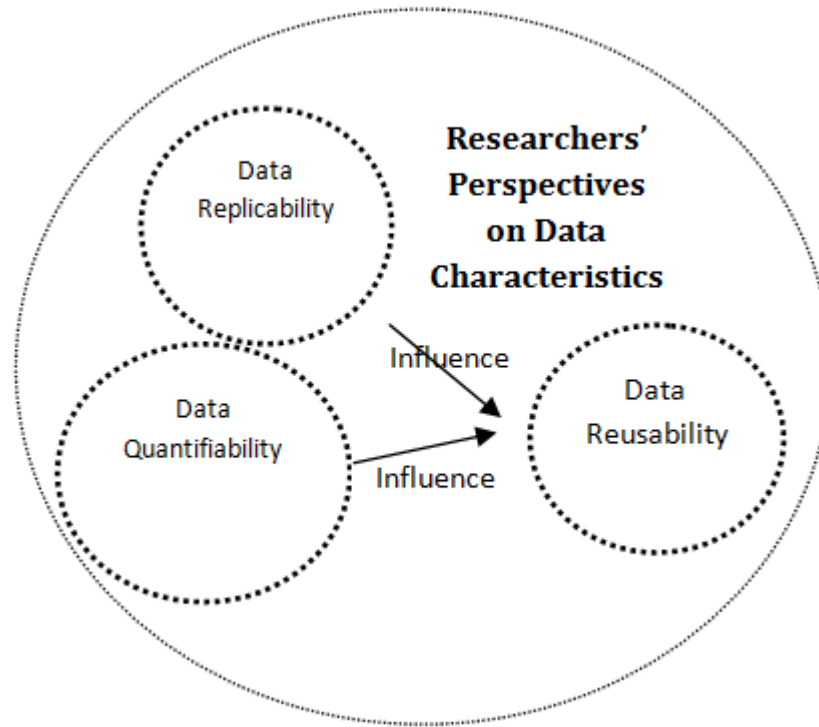 Data
Replicability
Researchers’
Perspectives
on Data
Characteristics
Influence
Data
Quantifiability
Influence
Data
Reusability